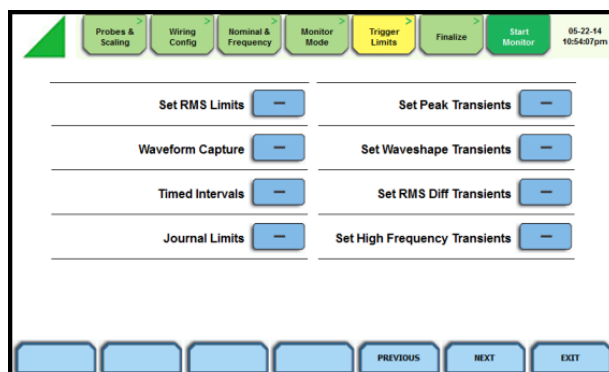 Probes & Scaling
Wiring Config
Nominal & Frequency
Monitor Mode
Trigger Limits
Finalize
Start Monitor
05-22-14
10:54:07pm
Set RMS Limits
Set Peak Transients
Waveform Capture
Set Waveshape Transients
Timed Intervals
Set RMS Diff Transients
Journal Limits
Set High Frequency Transients
PREVIOUS
NEXT
EXIT